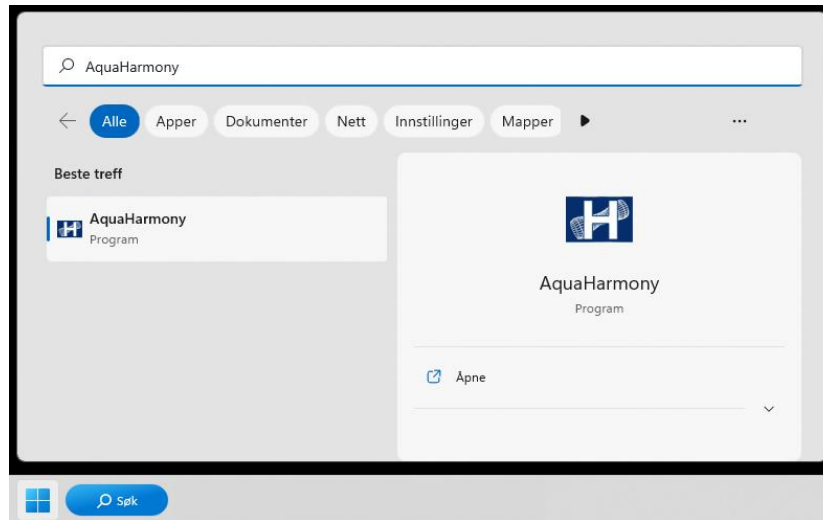 AquaHarmony
Alle Apper Dokumenter Nett Innstillinger Mapper ...
Beste treff
AquaHarmony
Program
H
AquaHarmony
Program
Åpne
Søk